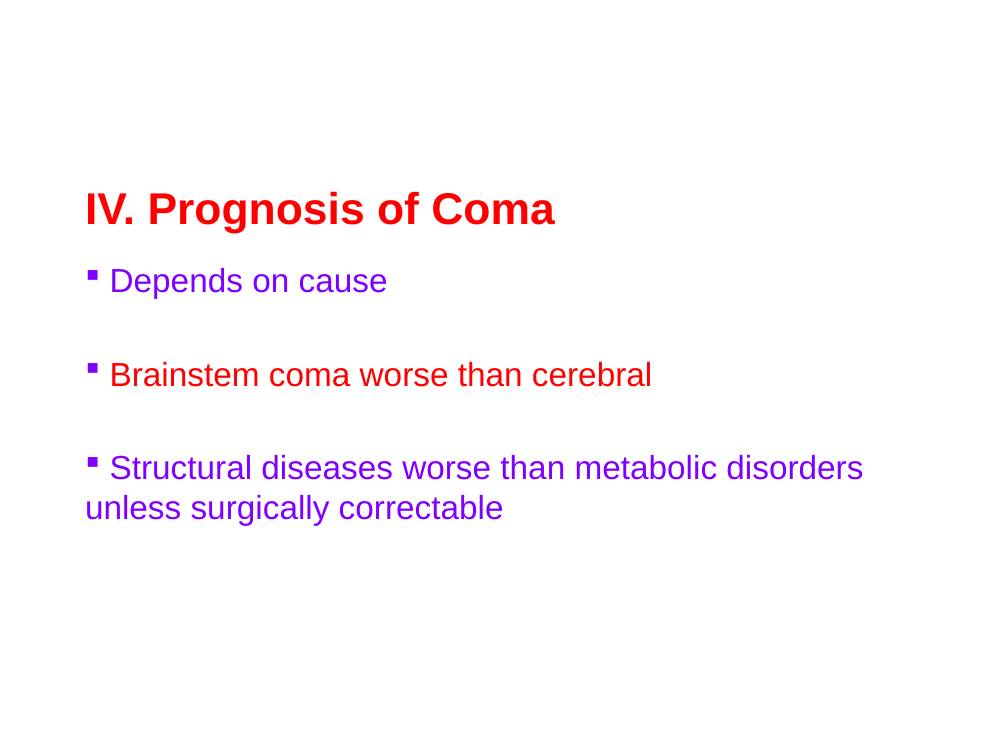 IV. Prognosis of Coma
▪ Depends on cause
▪ Brainstem coma worse than cerebral
▪ Structural diseases worse than metabolic disorders
unless surgically correctable